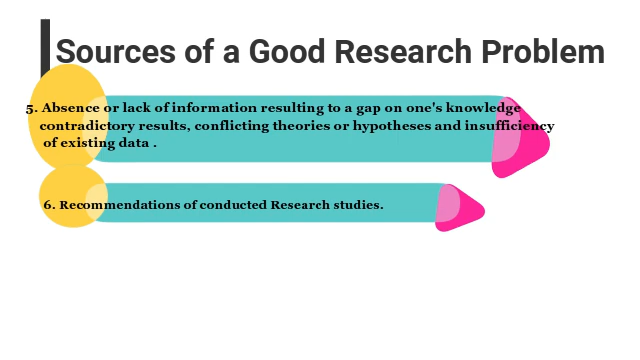 Sources of a Good Research Problem
5. Absence or lack of information resulting to a gap on one's knowledge
contradictory results, conflicting theories or hypotheses and insufficiency
of existing data .
6. Recommendations of conducted Research studies.